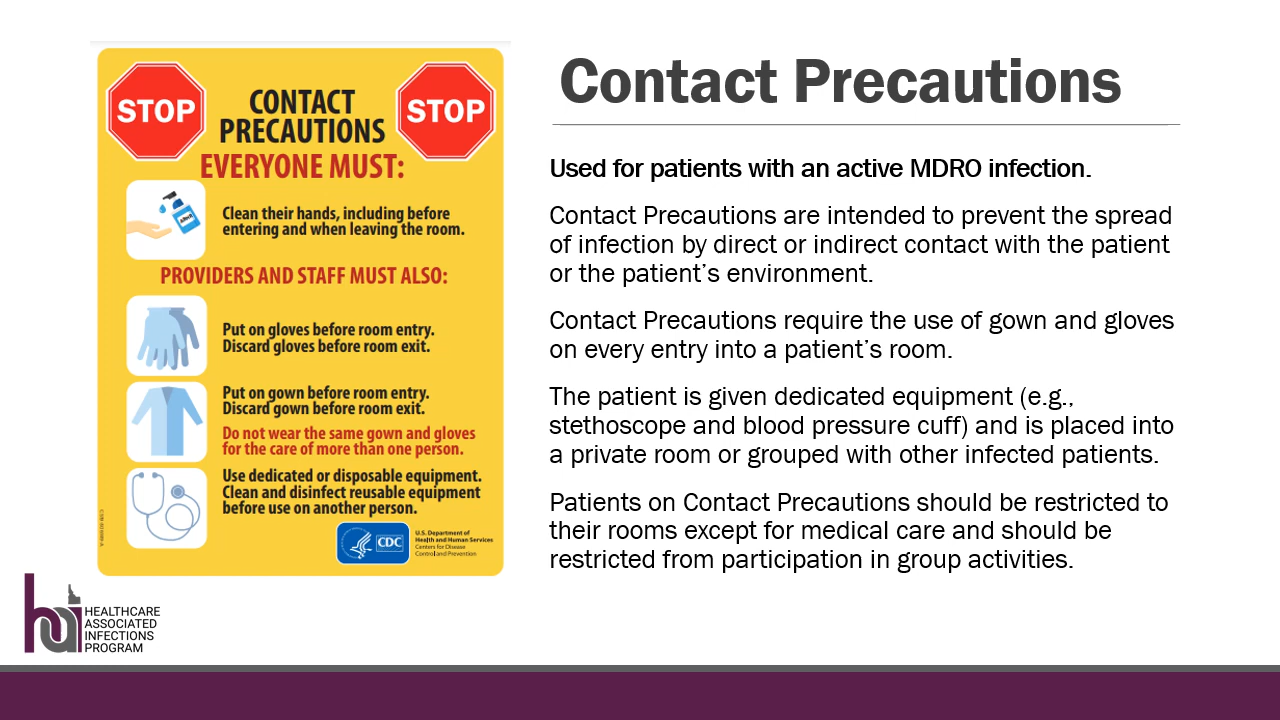 STOP
CONTACT
PRECAUTIONS
STOP
EVERYONE MUST:
Clean their hands, including before
entering and when leaving the room.
PROVIDERS AND STAFF MUST ALSO:
Put on gloves before room entry.
Discard gloves before room exit.
Put on gown before room entry.
Discard gown before room exit.
Do not wear the same gown and gloves
for the care of more than one person.
Use dedicated or disposable equipment.
Clean and disinfect reusable equipment
before use on another person.
CDC
U.S. Department of
Health and Human Services
Centers for Disease
Control and Prevention
Contact Precautions
Used for patients with an active MDRO infection.
Contact Precautions are intended to prevent the spread
of infection by direct or indirect contact with the patient
or the patient’s environment.
Contact Precautions require the use of gown and gloves
on every entry into a patient’s room.
The patient is given dedicated equipment (e.g.,
stethoscope and blood pressure cuff) and is placed into
a private room or grouped with other infected patients.
Patients on Contact Precautions should be restricted to
their rooms except for medical care and should be
restricted from participation in group activities.
hai
HEALTHCARE
ASSOCIATED
INFECTIONS
PROGRAM